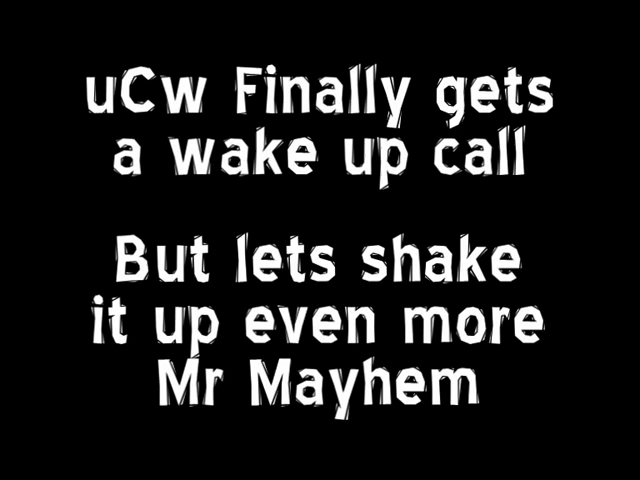 uCw Finally gets
a wake up call
But lets shake
it up even more
Mr Mayhem